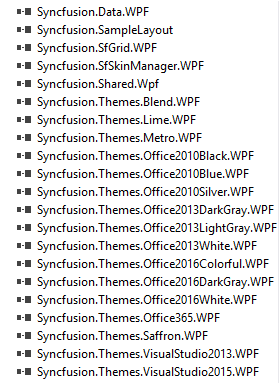 Syncfusion.Data.WPF
Syncfusion.SampleLayout
Syncfusion.SfGrid.WPF
Syncfusion.SfSkinManager.WPF
Syncfusion.Shared.Wpf
Syncfusion.Themes.Blend.WPF
Syncfusion.Themes.Lime.WPF
Syncfusion.Themes.Metro.WPF
Syncfusion.Themes.Office2010Black.WPF
Syncfusion.Themes.Office2010Blue.WPF
Syncfusion.Themes.Office2010Silver.WPF
Syncfusion.Themes.Office2013DarkGray.WPF
Syncfusion.Themes.Office2013LightGray.WPF
Syncfusion.Themes.Office2013White.WPF
Syncfusion.Themes.Office2016Colorful.WPF
Syncfusion.Themes.Office2016DarkGray.WPF
Syncfusion.Themes.Office2016White.WPF
Syncfusion.Themes.Office365.WPF
Syncfusion.Themes.Saffron.WPF
Syncfusion.Themes.VisualStudio2013.WPF
Syncfusion.Themes.VisualStudio2015.WPF